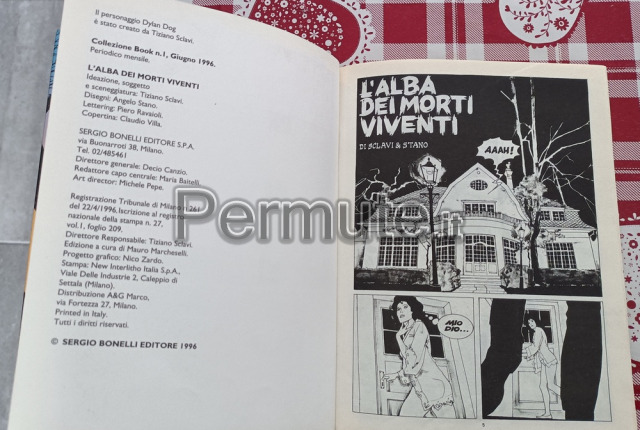 Il personaggio Dylan Dog
è stato creato da Tiziano Sclavi.
Collezione Book n.1, Giugno 1996.
Periodico mensile.
L'ALBA DEI MORTI VIVENTI
Ideazione, soggetto
e sceneggiatura: Tiziano Sclavi.
Disegni: Angelo Stano.
Lettering: Piero Ravaioli.
Copertina: Claudio Villa.
SERGIO BONELLI EDITORE S.P.A.
via Buonarroti 38, Milano.
Tel. 02/485461
Direttore generale: Decio Canzio.
Redattore capo centrale: Maria Baitelli
Art director: Michele Pepe.
Registrazione Tribunale di Milano n.261
del 22/4/1996, Iscrizione al registro
nazionale della stampa n. 27,
vol.1, foglio 209.
Direttore Responsabile: Tiziano Sclavi.
Edizione a cura di Mauro Marcheselli.
Progetto grafico: Nico Zardo.
Stampa: New Interlitho Italia S.p.A.,
Viale Delle Industrie 2, Caleppio di
Settala (Milano).
Distribuzione A&G Marco,
via Fortezza 27, Milano.
Printed in Italy.
Tutti i diritti riservati.
© SERGIO BONELLI EDITORE 1996
Permute.it
L'ALBA
DEI MORTI
VIVENTI
DI SCLAVI & STANO
AAAH!
MIO
DIO...
5